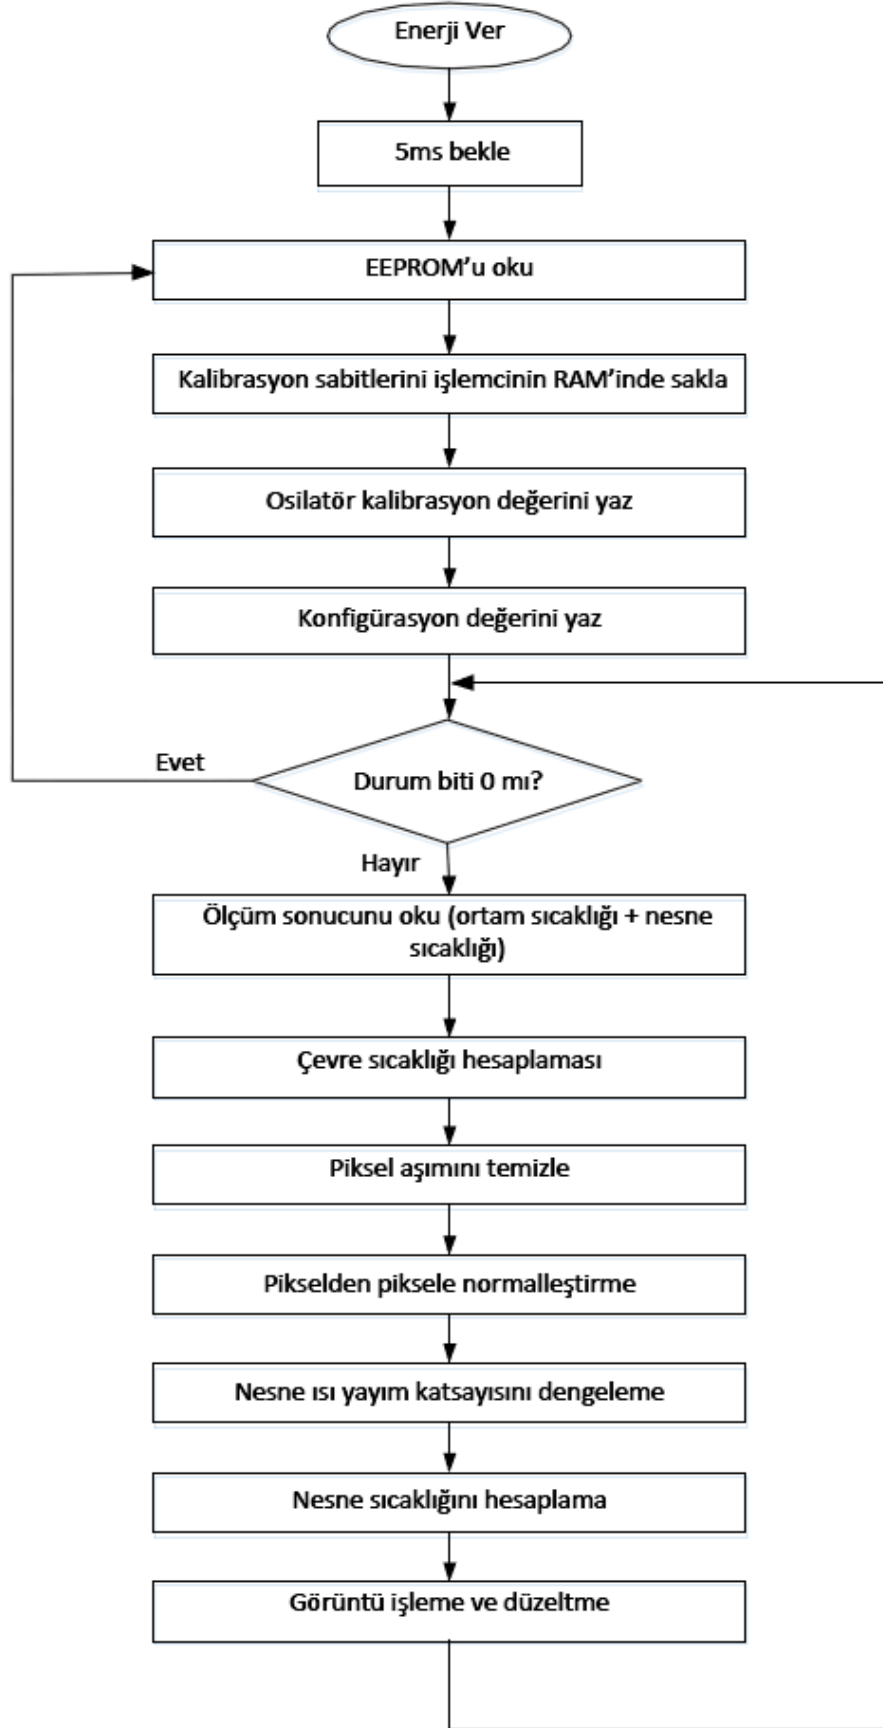 Enerji Ver
5ms bekle
EEPROM'u oku
Kalibrasyon sabitlerini işlemcinin RAM'inde sakla
Osilatör kalibrasyon değerini yaz
Konfigürasyon değerini yaz
Evet
Durum biti 0 mı?
Hayır
Ölçüm sonucunu oku (ortam sıcaklığı + nesne
sıcaklığı)
Çevre sıcaklığı hesaplaması
Piksel aşımını temizle
Pikselden piksele normalleştirme
Nesne ısı yayım katsayısını dengeleme
Nesne sıcaklığını hesaplama
Görüntü işleme ve düzeltme